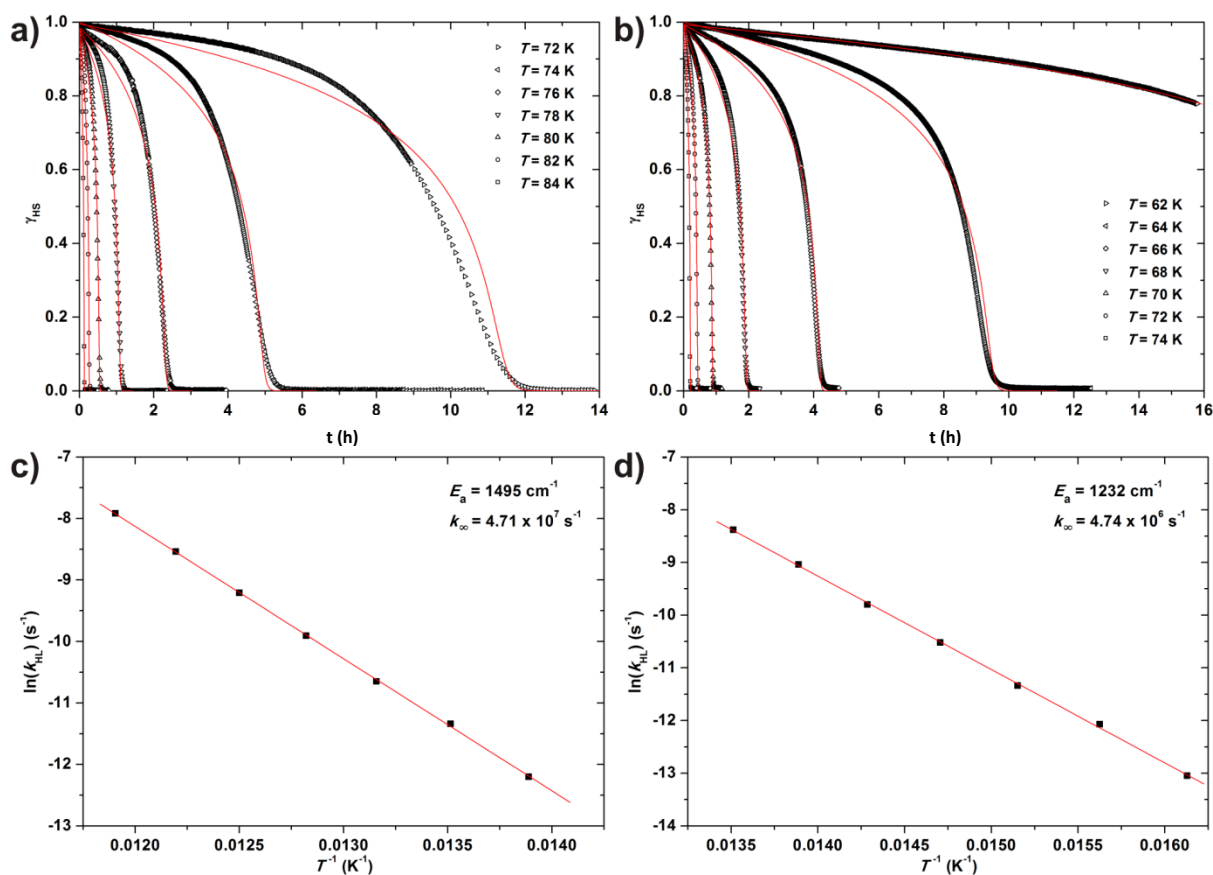 a)
1.0
0.8
0.6
0.4
0.2
0.0
γHS
T = 72 K
T = 74 K
T = 76 K
T = 78 K
T = 80 K
T = 82 K
T = 84 K
0 2 4 6 8 10 12 14
t (h)
b)
1.0
0.8
0.6
0.4
0.2
0.0
γHS
T = 62 K
T = 64 K
T = 66 K
T = 68 K
T = 70 K
T = 72 K
T = 74 K
0 2 4 6 8 10 12 14 16
t (h)
c)
-7
-8
-9
-10
-11
-12
-13
ln(kHL) (s⁻¹)
Ea = 1495 cm⁻¹
k∞ = 4.71 x 10⁷ s⁻¹
0.0120 0.0125 0.0130 0.0135 0.0140
T⁻¹ (K⁻¹)
d)
-7
-8
-9
-10
-11
-12
-13
-14
ln(kHL) (s⁻¹)
Ea = 1232 cm⁻¹
k∞ = 4.74 x 10⁶ s⁻¹
0.0135 0.0140 0.0145 0.0150 0.0155 0.0160
T⁻¹ (K⁻¹)